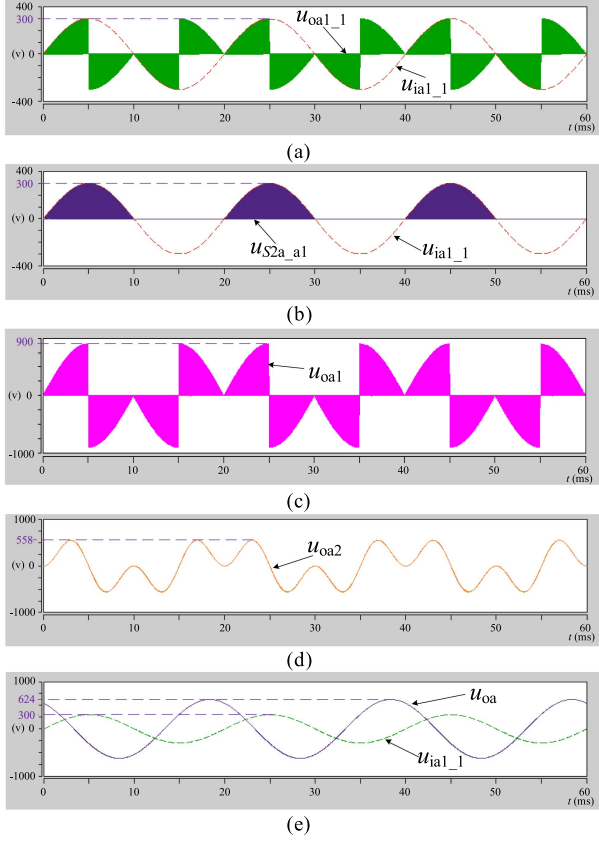 400
300
(v) 0
-400
u_oa1_1
u_ia1_1
0 10 20 30 40 50 60
t (ms)
(a)
400
300
(v) 0
-400
u_S2a_a1
u_ia1_1
0 10 20 30 40 50 60
t (ms)
(b)
900
(v) 0
-1000
u_oa1
0 10 20 30 40 50 60
t (ms)
(c)
1000
558
(v) 0
-1000
u_oa2
0 10 20 30 40 50 60
t (ms)
(d)
1000
624
300
(v) 0
-1000
u_oa
u_ia1_1
0 10 20 30 40 50 60
t (ms)
(e)